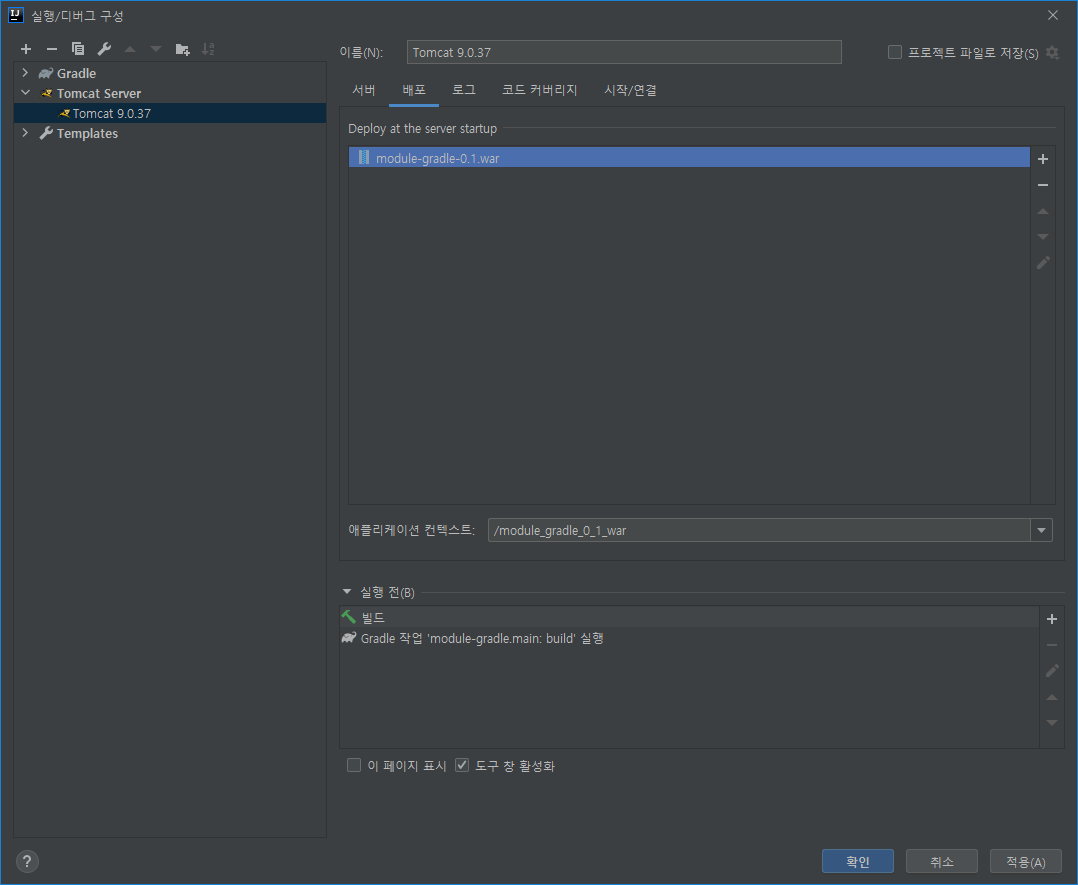 실행/디버그 구성
이름(N): Tomcat 9.0.37 프로젝트 파일로 저장(S)
Gradle
Tomcat Server
Tomcat 9.0.37
Templates
서버 배포 로그 코드 커버리지 시작/연결
Deploy at the server startup
module-gradle-0.1.war
애플리케이션 컨텍스트: /module_gradle_0_1_war
실행 전(B)
빌드
Gradle 작업 'module-gradle.main: build' 실행
이 페이지 표시 도구 창 활성화
? 확인 취소 적용(A)